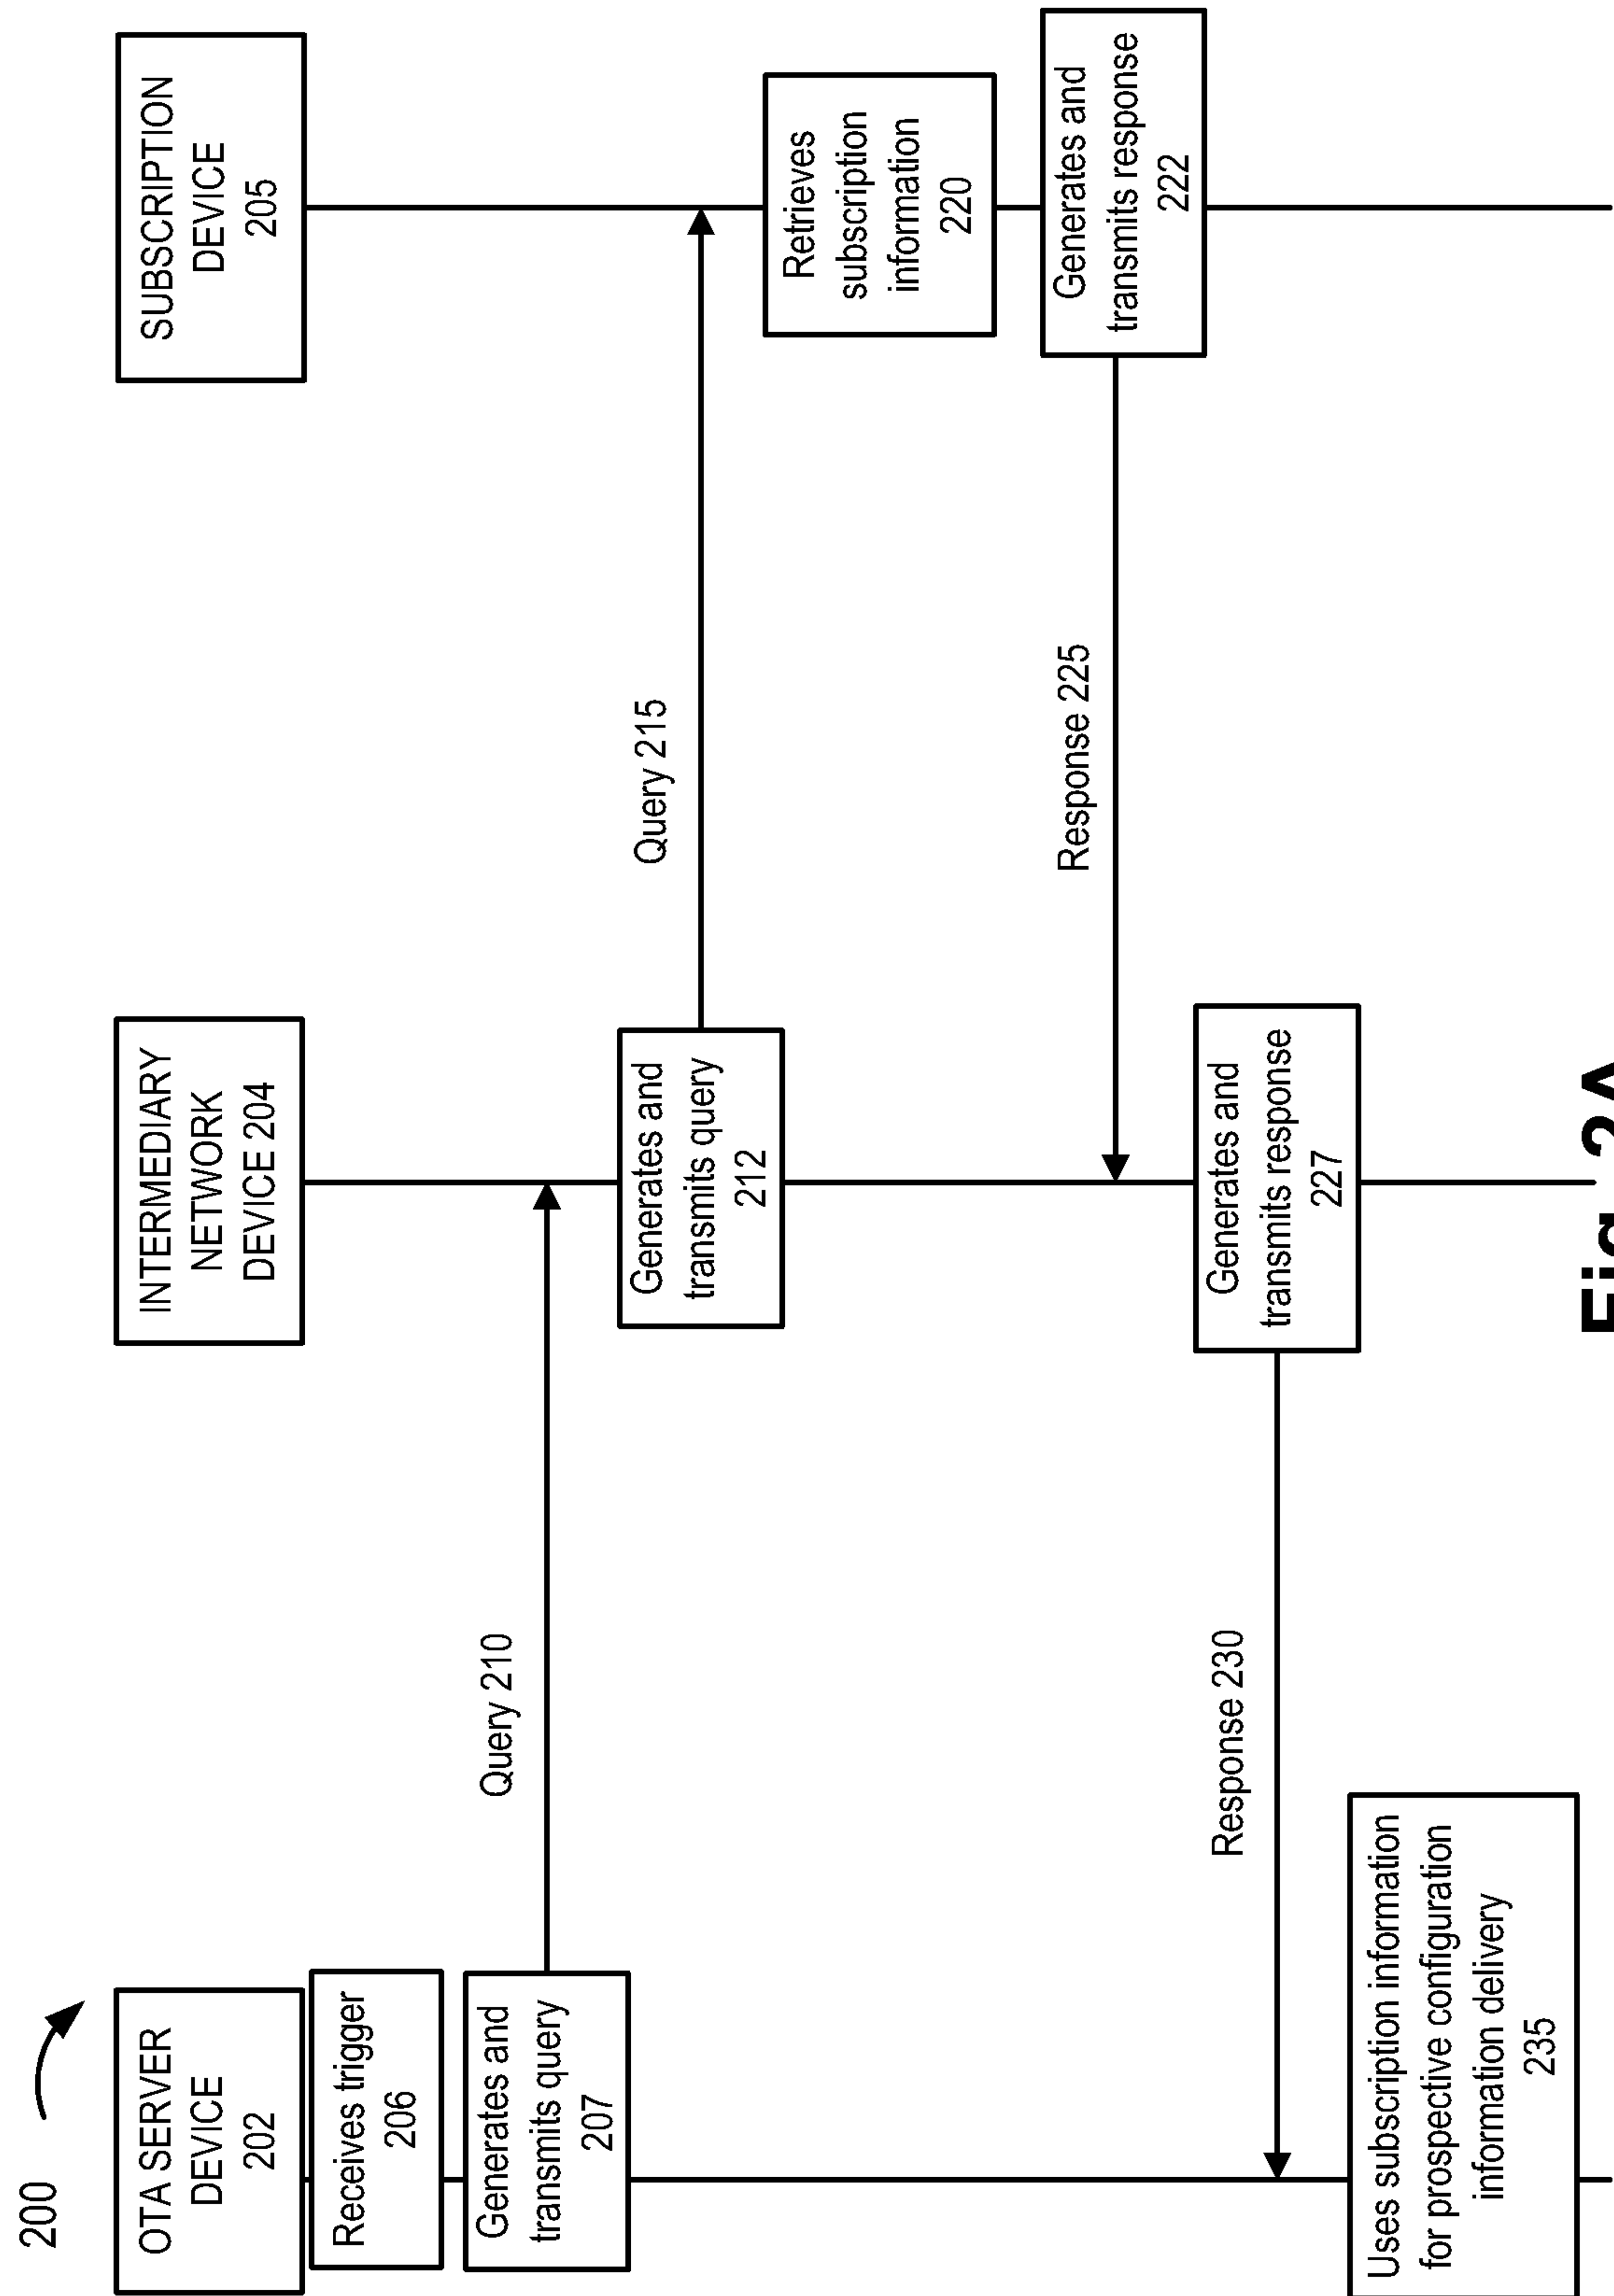 200
OTA SERVER
DEVICE
202
INTERMEDIARY
NETWORK
DEVICE 204
SUBSCRIPTION
DEVICE
205
Receives trigger
206
Generates and
transmits query
207
Query 210
Generates and
transmits query
212
Query 215
Retrieves
subscription
information
220
Generates and
transmits response
222
Response 225
Generates and
transmits response
227
Response 230
Uses subscription information
for prospective configuration
information delivery
235
Fig. 2A